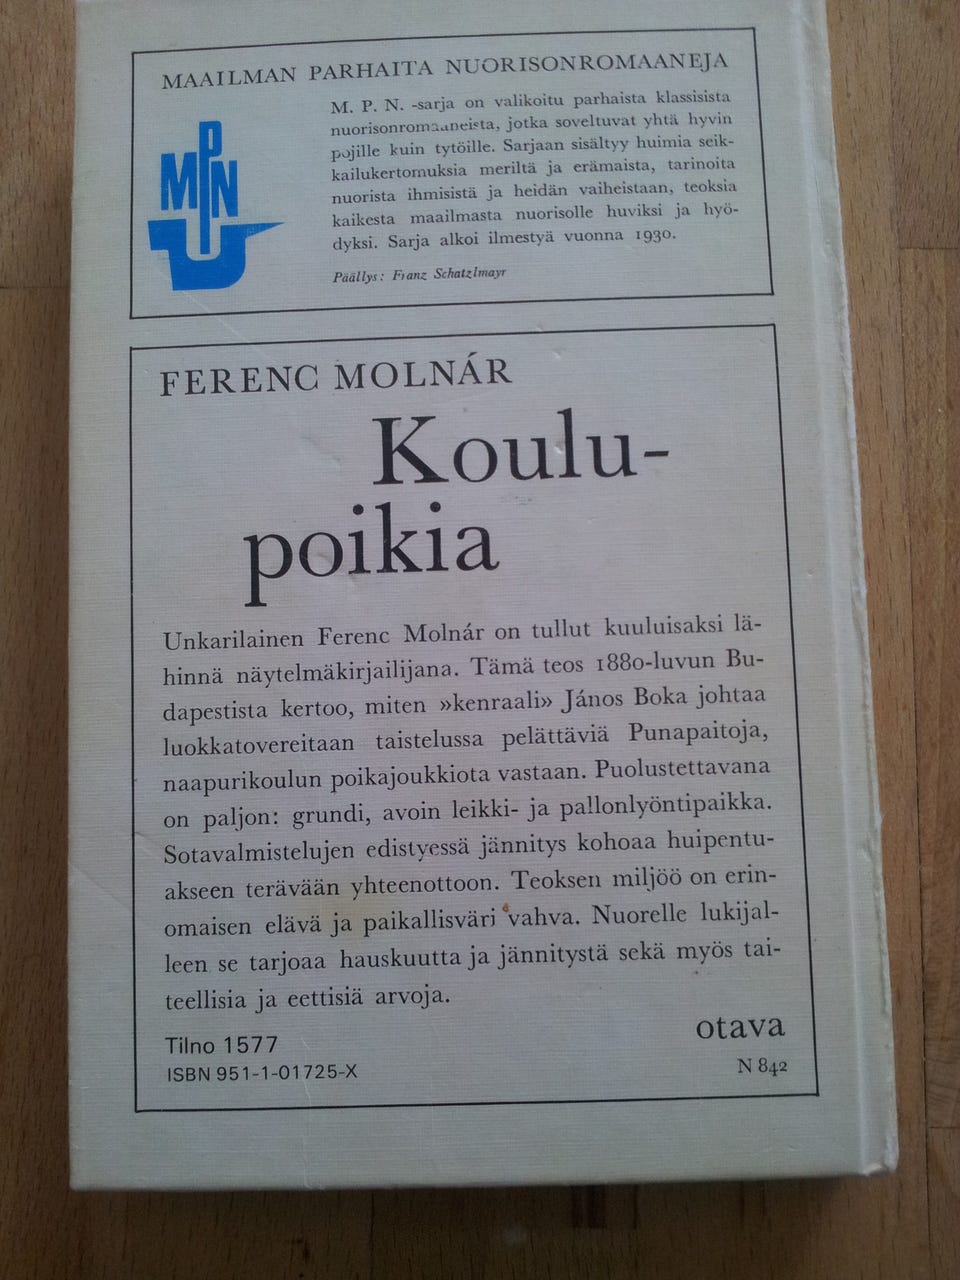 MAAILMAN PARHAITA NUORISONROMAANEJA
MPN
M. P. N. -sarja on valikoitu parhaista klassisista
nuorisonromaaneista, jotka soveltuvat yhtä hyvin
pojille kuin tytöille. Sarjaan sisältyy huimia seik-
kailukertomuksia meriltä ja erämaista, tarinoita
nuorista ihmisistä ja heidän vaiheistaan, teoksia
kaikesta maailmasta nuorisolle huviksi ja hyö-
dyksi. Sarja alkoi ilmestyä vuonna 1930.
Päällys: Franz Schatzlmayr
FERENC MOLNÁR
Koulu-
poikia
Unkarilainen Ferenc Molnár on tullut kuuluisaksi lä-
hinnä näytelmäkirjailijana. Tämä teos 1880-luvun Bu-
dapestista kertoo, miten »kenraali» János Boka johtaa
luokkatovereitaan taistelussa pelättäviä Punapaitoja,
naapurikoulun poikajoukkiota vastaan. Puolustettavana
on paljon: grundi, avoin leikki- ja pallonlyöntipaikka.
Sotavalmistelujen edistyessä jännitys kohoaa huipentu-
akseen terävään yhteenottoon. Teoksen miljöö on erin-
omaisen elävä ja paikallisväri vahva. Nuorelle lukijal-
leen se tarjoaa hauskuutta ja jännitystä sekä myös tai-
teellisia ja eettisiä arvoja.
otava
Tilno 1577
ISBN 951-1-01725-X
N 842